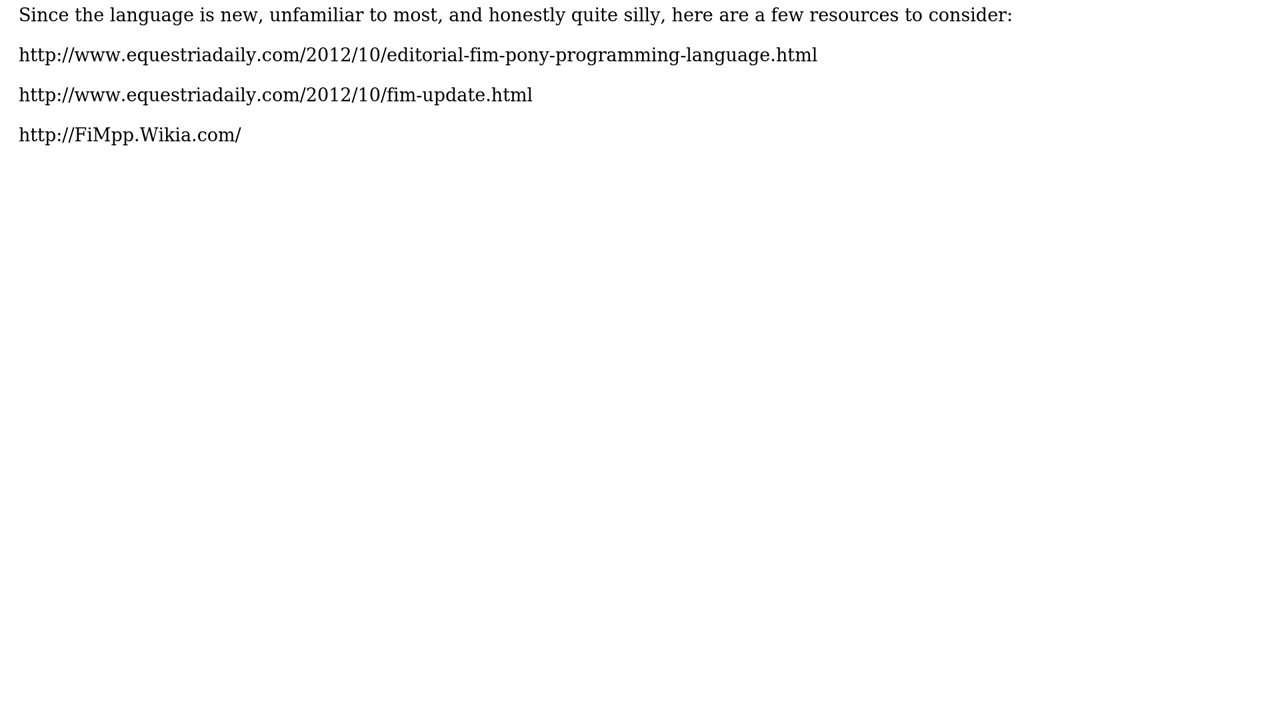 Since the language is new, unfamiliar to most, and honestly quite silly, here are a few resources to consider:
http://www.equestriadaily.com/2012/10/editorial-fim-pony-programming-language.html
http://www.equestriadaily.com/2012/10/fim-update.html
http://FiMpp.Wikia.com/